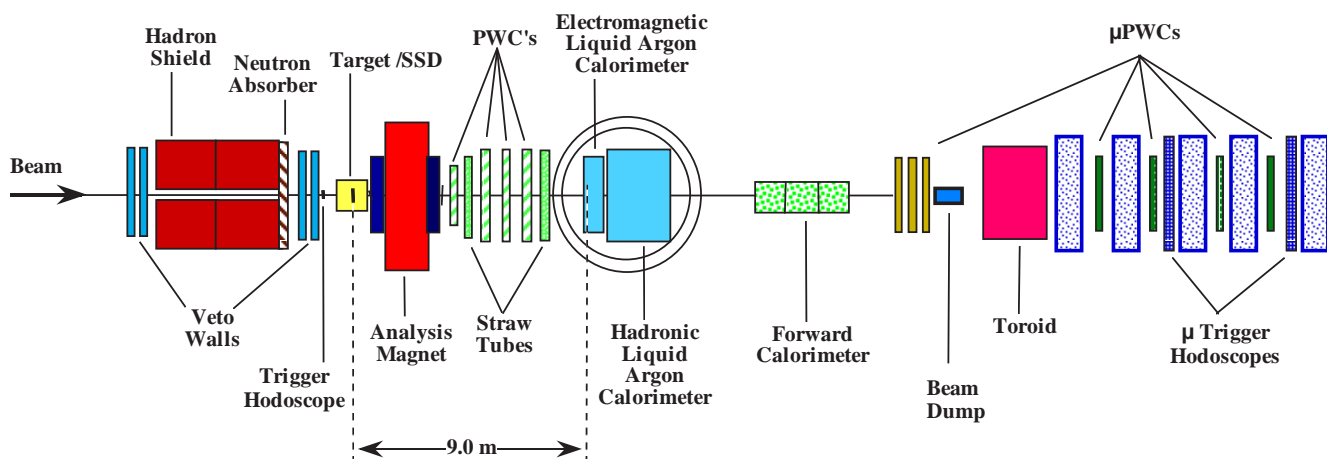 Hadron
Shield
Neutron
Absorber
Target /SSD
PWC's
Electromagnetic
Liquid Argon
Calorimeter
µPWCs
Beam
Veto
Walls
Trigger
Hodoscope
Analysis
Magnet
Straw
Tubes
Hadronic
Liquid
Argon
Calorimeter
Forward
Calorimeter
Beam
Dump
Toroid
µ Trigger
Hodoscopes
9.0 m